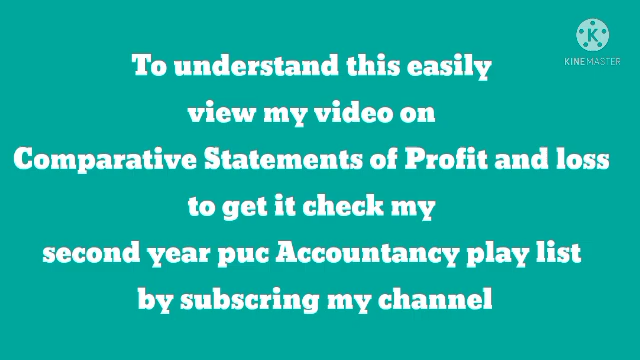 KINEMASTER
To understand this easily
view my video on
Comparative Statements of Profit and loss
to get it check my
second year puc Accountancy play list
by subscring my channel